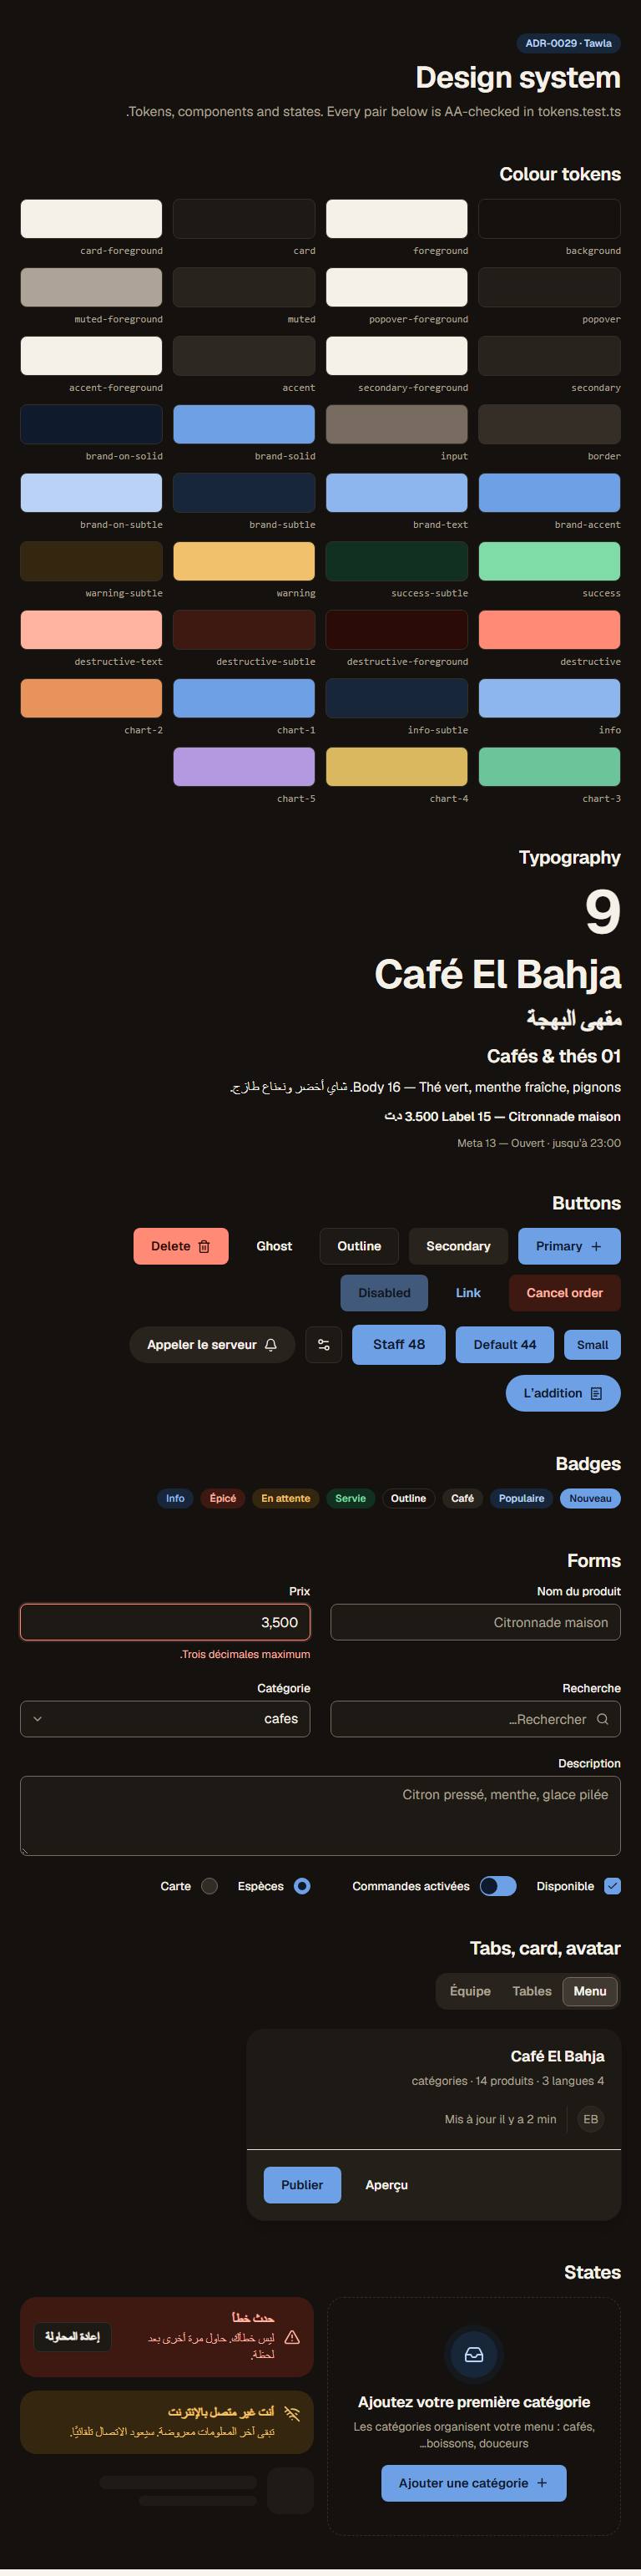 ADR-0029 · Tawla
Design system
.Tokens, components and states. Every pair below is AA-checked in tokens.test.ts
Colour tokens
background
foreground
card
card-foreground
popover
popover-foreground
muted
muted-foreground
secondary
secondary-foreground
accent
accent-foreground
border
input
brand-solid
brand-on-solid
brand-accent
brand-text
brand-subtle
brand-on-subtle
success
success-subtle
warning
warning-subtle
destructive
destructive-foreground
destructive-subtle
destructive-text
info
info-subtle
chart-1
chart-2
chart-3
chart-4
chart-5
Typography
9
Café El Bahja
مقهى البهجة
Cafés & thés 01
Body 16 — Thé vert, menthe fraîche, pignons. شاي أخضر ونعناع طازج.
د.ت 3.500 Label 15 — Citronnade maison
Meta 13 — Ouvert · jusqu'à 23:00
Buttons
Primary
Secondary
Outline
Ghost
Delete
Cancel order
Link
Disabled
Small
Default 44
Staff 48
Appeler le serveur
L'addition
Badges
Nouveau
Populaire
Café
Outline
Servie
En attente
Épicé
Info
Forms
Nom du produit
Citronnade maison
Prix
3,500
.Trois décimales maximum
Recherche
...Rechercher
Catégorie
cafes
Description
Citron pressé, menthe, glace pilée
Disponible
Commandes activées
Espèces
Carte
Tabs, card, avatar
Menu
Tables
Équipe
Café El Bahja
catégories · 14 produits · 3 langues 4
EB
Mis à jour il y a 2 min
Aperçu
Publier
States
Ajoutez votre première catégorie
Les catégories organisent votre menu : cafés,
...boissons, douceurs
Ajouter une catégorie
حدث خطأ
ليس خطأك. حاول مرة أخرى بعد
لحظة.
إعادة المحاولة
أنت غير متصل بالإنترنت
تبقى آخر المعلومات معروضة. سيعود الاتصال تلقائيًا.